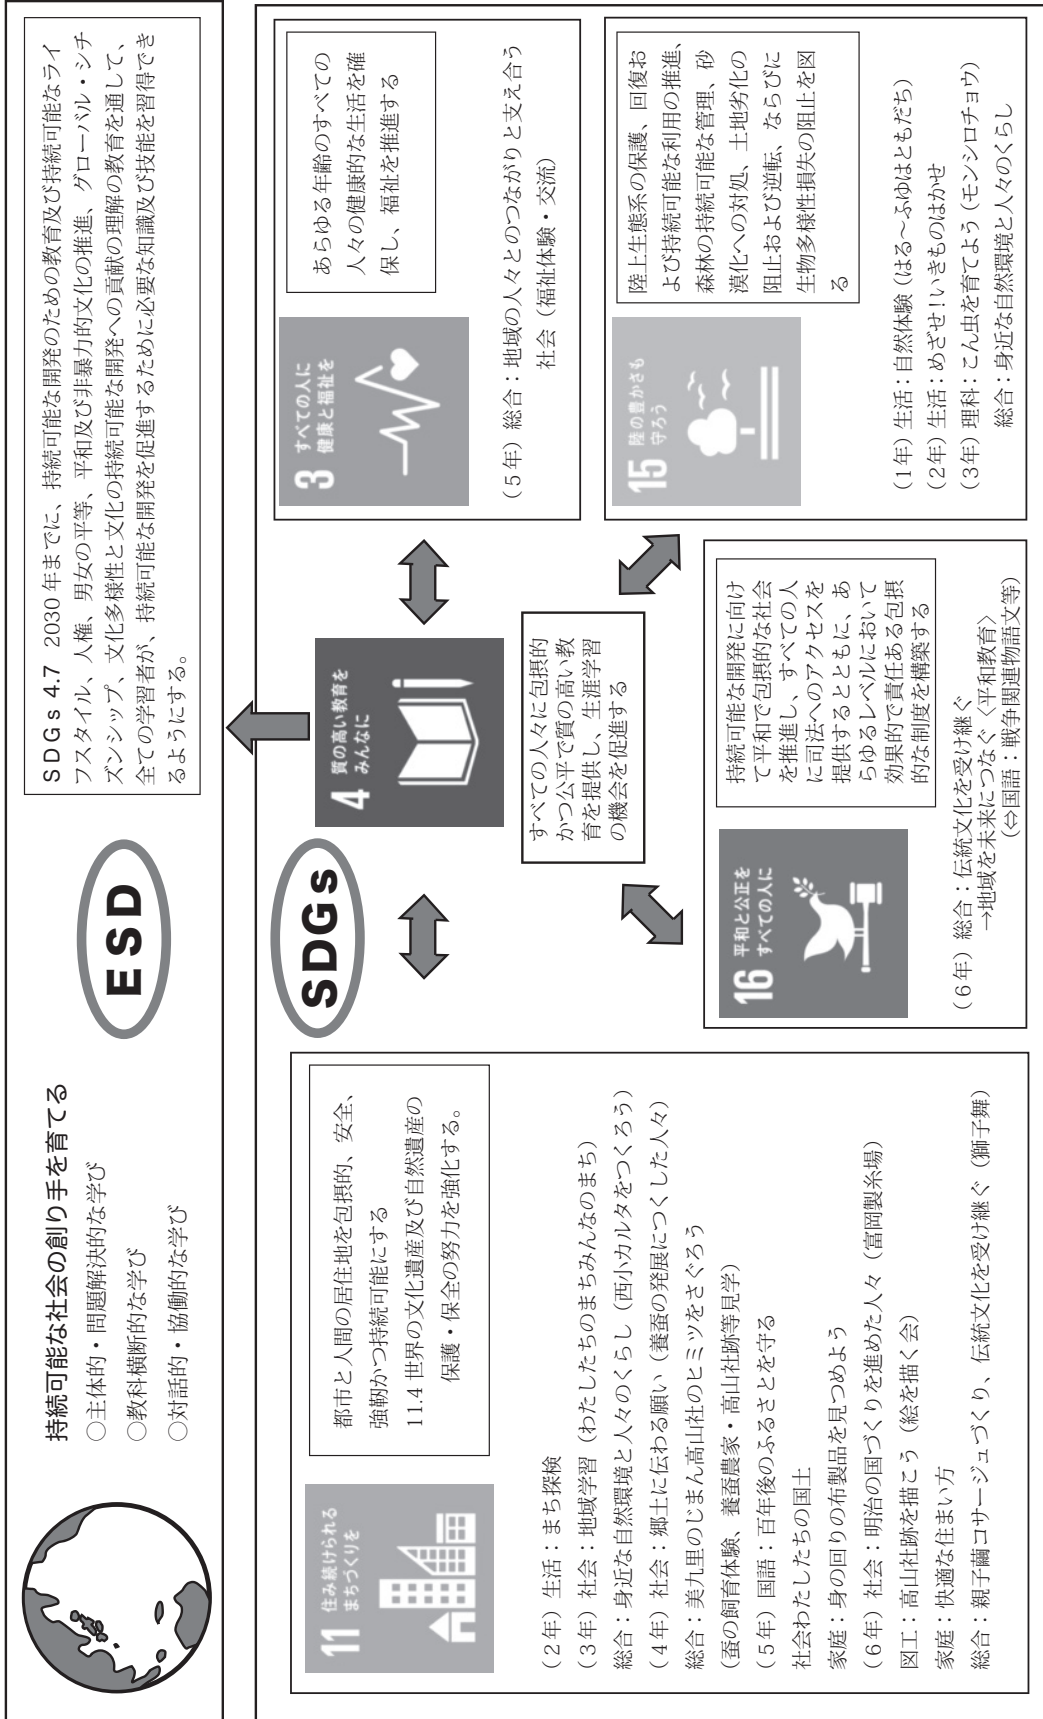 持続可能な社会の創り手を育てる
○主体的・問題解決的な学び
○教科横断的な学び
○対話的・協働的な学び
ESD
SDGs 4.7 2030年までに、持続可能な開発のための教育及び持続可能なライ
フスタイル、人権、男女の平等、平和及び非暴力的文化の推進、グローバル・シチ
ズンシップ、文化多様性と文化の持続可能な開発への貢献の理解の教育を通して、
全ての学習者が、持続可能な開発を促進するために必要な知識及び技能を習得でき
るようにする。
SDGs
11 住み続けられる
まちづくりを
都市と人間の居住地を包摂的、安全、
強靭かつ持続可能にする
11.4 世界の文化遺産及び自然遺産の
保護・保全の努力を強化する。
(2年) 生活：まち探検
(3年) 社会：地域学習（わたしたちのまちみんなのまち）
総合：身近な自然環境と人々のくらし（西小カルタをつくろう）
(4年) 社会：郷土に伝わる願い（養蚕の発展につくした人々）
総合：美九里のじまん高山社のヒミツをさぐろう
(蚕の飼育体験、養蚕農家・高山社跡等見学)
(5年) 国語：百年後のふるさとを守る
社会わたしたちの国土
家庭：身の回りの布製品を見つめよう
(6年) 社会：明治の国づくりを進めた人々（富岡製糸場）
図工：高山社跡を描こう（絵を描く会）
家庭：快適な住まい方
総合：親子繭コサージュづくり、伝統文化を受け継ぐ（獅子舞）
4 質の高い教育を
みんなに
すべての人々に包摂的
かつ公平で質の高い教
育を提供し、生涯学習
の機会を促進する
16 平和と公正を
すべての人に
持続可能な開発に向け
て平和で包摂的な社会
を推進し、すべての人
に司法へのアクセスを
提供するとともに、あ
らゆるレベルにおいて
効果的で責任ある包摂
的な制度を構築する
(6年) 総合：伝統文化を受け継ぐ
→地域を未来につなぐ〈平和教育〉
(⇔国語：戦争関連物語文等)
3 すべての人に
健康と福祉を
あらゆる年齢のすべての
人々の健康的な生活を確
保し、福祉を推進する
(5年) 総合：地域の人々とのつながりと支え合う
社会（福祉体験・交流）
15 陸の豊かさも
守ろう
陸上生態系の保護、回復お
よび持続可能な利用の推進、
森林の持続可能な管理、砂
漠化への対処、土地劣化の
阻止および逆転、ならびに
生物多様性損失の阻止を図
る
(1年) 生活：自然体験（はる～ふゆはともだち）
(2年) 生活：めざせ！いきものはかせ
(3年) 理科：こん虫を育てよう（モンシロチョウ）
総合：身近な自然環境と人々のくらし